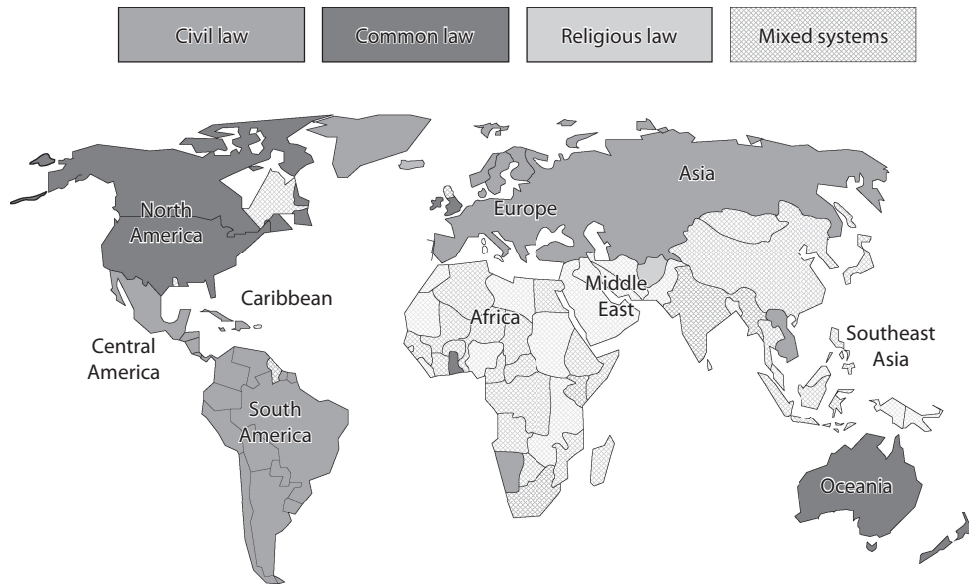 Civil law
Common law
Religious law
Mixed systems
Asia
North
America
Europe
Middle
East
Caribbean
Africa
Southeast
Asia
Central
America
South
America
Oceania